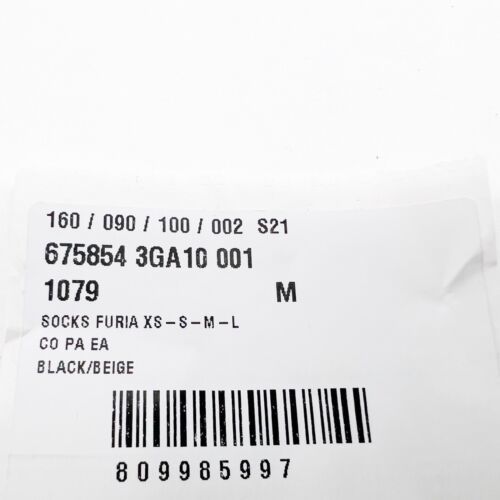 160 / 090 / 100 / 002 S21
675854 3GA10 001
1079 M
SOCKS FURIA XS-S-M-L
CO PA EA
BLACK/BEIGE
809985997